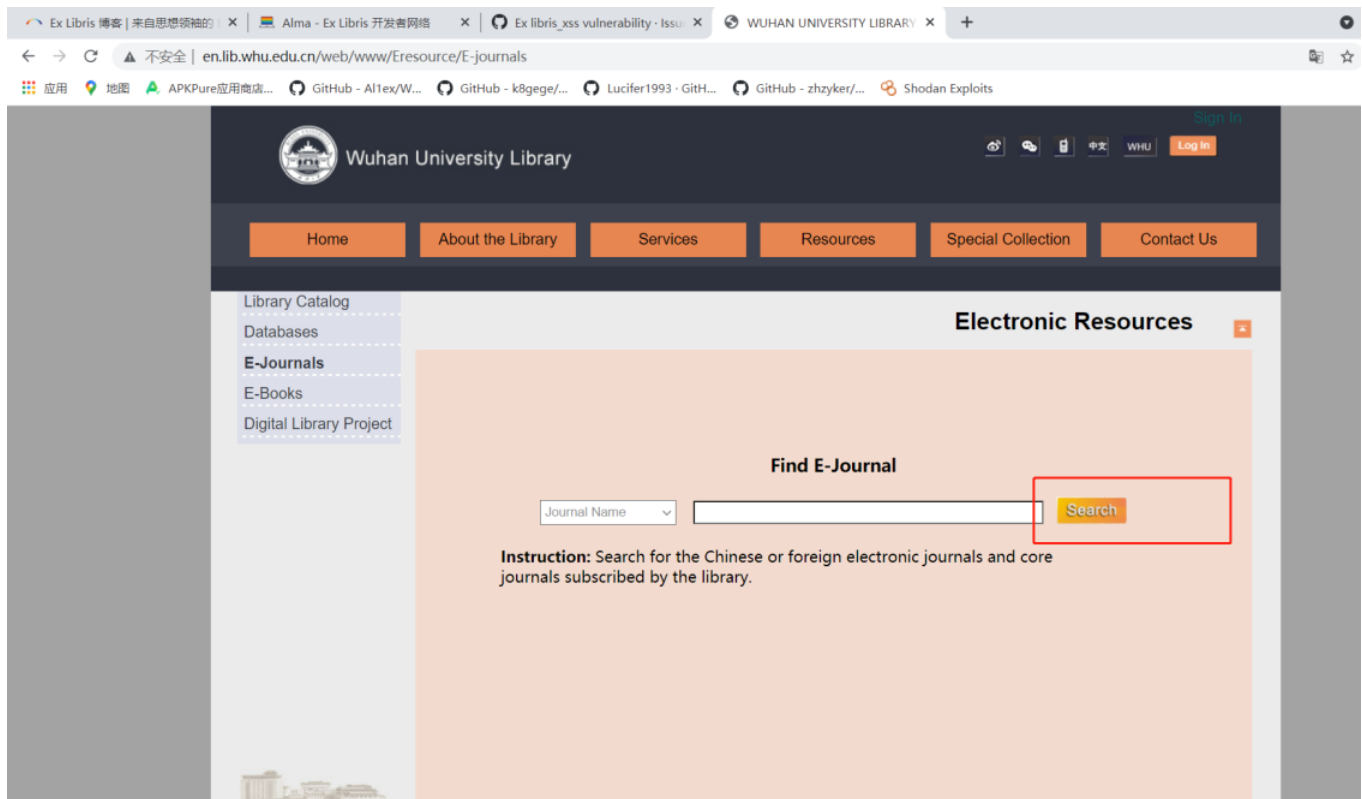 Ex Libris 博客 | 来自思想领袖的
Alma - Ex Libris 开发者网络
Ex libris_xss vulnerability · Issu
WUHAN UNIVERSITY LIBRARY
不安全 | en.lib.whu.edu.cn/web/www/Eresource/E-journals
应用 地图 APKPure应用商店... GitHub - Al1ex/W... GitHub - k8gege/... Lucifer1993 · GitH... GitHub - zhzyker/... Shodan Exploits
Sign In
Wuhan University Library
中文 WHU Log In
Home About the Library Services Resources Special Collection Contact Us
Library Catalog
Databases
E-Journals
E-Books
Digital Library Project
Electronic Resources
Find E-Journal
Journal Name Search
Instruction: Search for the Chinese or foreign electronic journals and core
journals subscribed by the library.